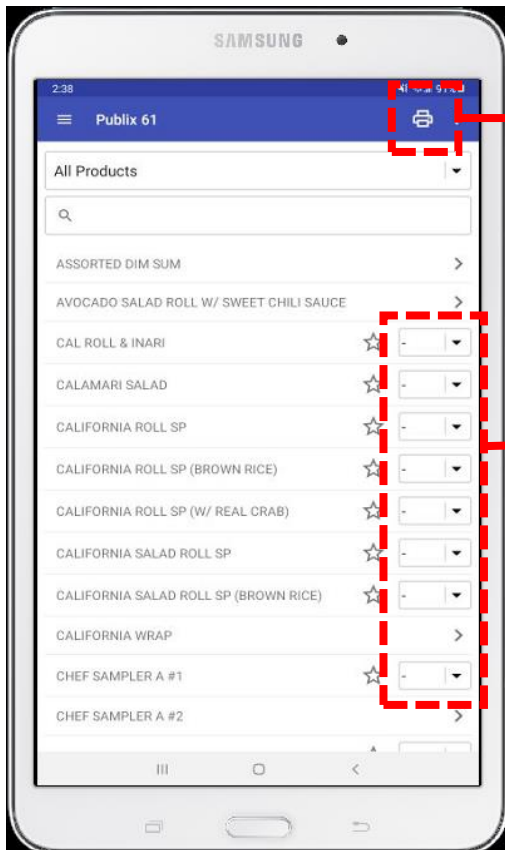 SAMSUNG
2:38
Publix 61
All Products
ASSORTED DIM SUM
AVOCADO SALAD ROLL W/ SWEET CHILI SAUCE
CAL ROLL & INARI
-
CALAMARI SALAD
-
CALIFORNIA ROLL SP
-
CALIFORNIA ROLL SP (BROWN RICE)
-
CALIFORNIA ROLL SP (W/ REAL CRAB)
-
CALIFORNIA SALAD ROLL SP
-
CALIFORNIA SALAD ROLL SP (BROWN RICE)
-
CALIFORNIA WRAP
CHEF SAMPLER A #1
-
CHEF SAMPLER A #2